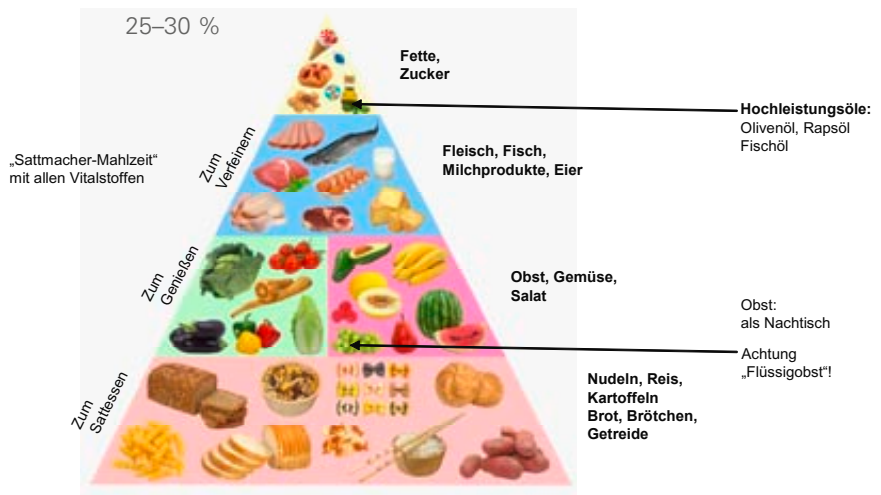 25–30 %
Fette,
Zucker
Hochleistungsöle:
Olivenöl, Rapsöl
Fischöl
„Sattmacher-Mahlzeit“
mit allen Vitalstoffen
Zum
Verfeinern
Fleisch, Fisch,
Milchprodukte, Eier
Zum
Genießen
Obst, Gemüse,
Salat
Obst:
als Nachtisch
Achtung
„Flüssigobst“!
Zum
Sattessen
Nudeln, Reis,
Kartoffeln
Brot, Brötchen,
Getreide